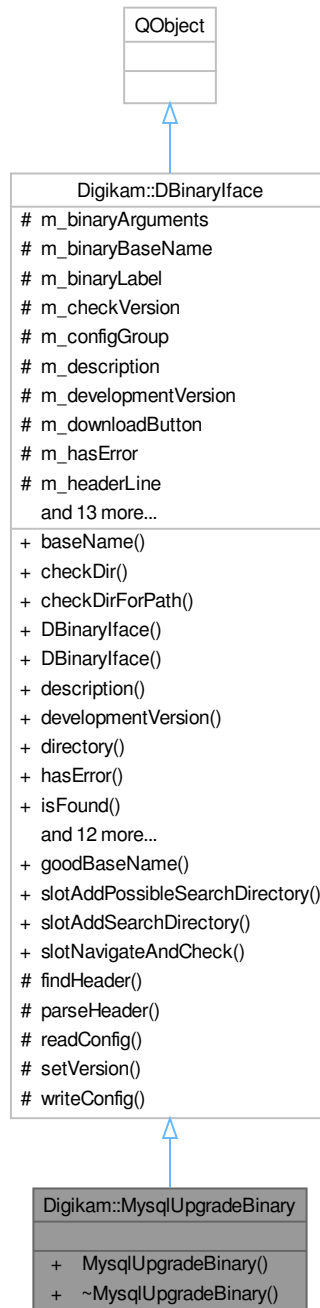 QObject
Digikam::DBinaryIface
# m_binaryArguments
# m_binaryBaseName
# m_binaryLabel
# m_checkVersion
# m_configGroup
# m_description
# m_developmentVersion
# m_downloadButton
# m_hasError
# m_headerLine
and 13 more...
+ baseName()
+ checkDir()
+ checkDirForPath()
+ DBinaryIface()
+ DBinaryIface()
+ description()
+ developmentVersion()
+ directory()
+ hasError()
+ isFound()
and 12 more...
+ goodBaseName()
+ slotAddPossibleSearchDirectory()
+ slotAddSearchDirectory()
+ slotNavigateAndCheck()
# findHeader()
# parseHeader()
# readConfig()
# setVersion()
# writeConfig()
Digikam::MysqlUpgradeBinary
+ MysqlUpgradeBinary()
+ ~MysqlUpgradeBinary()